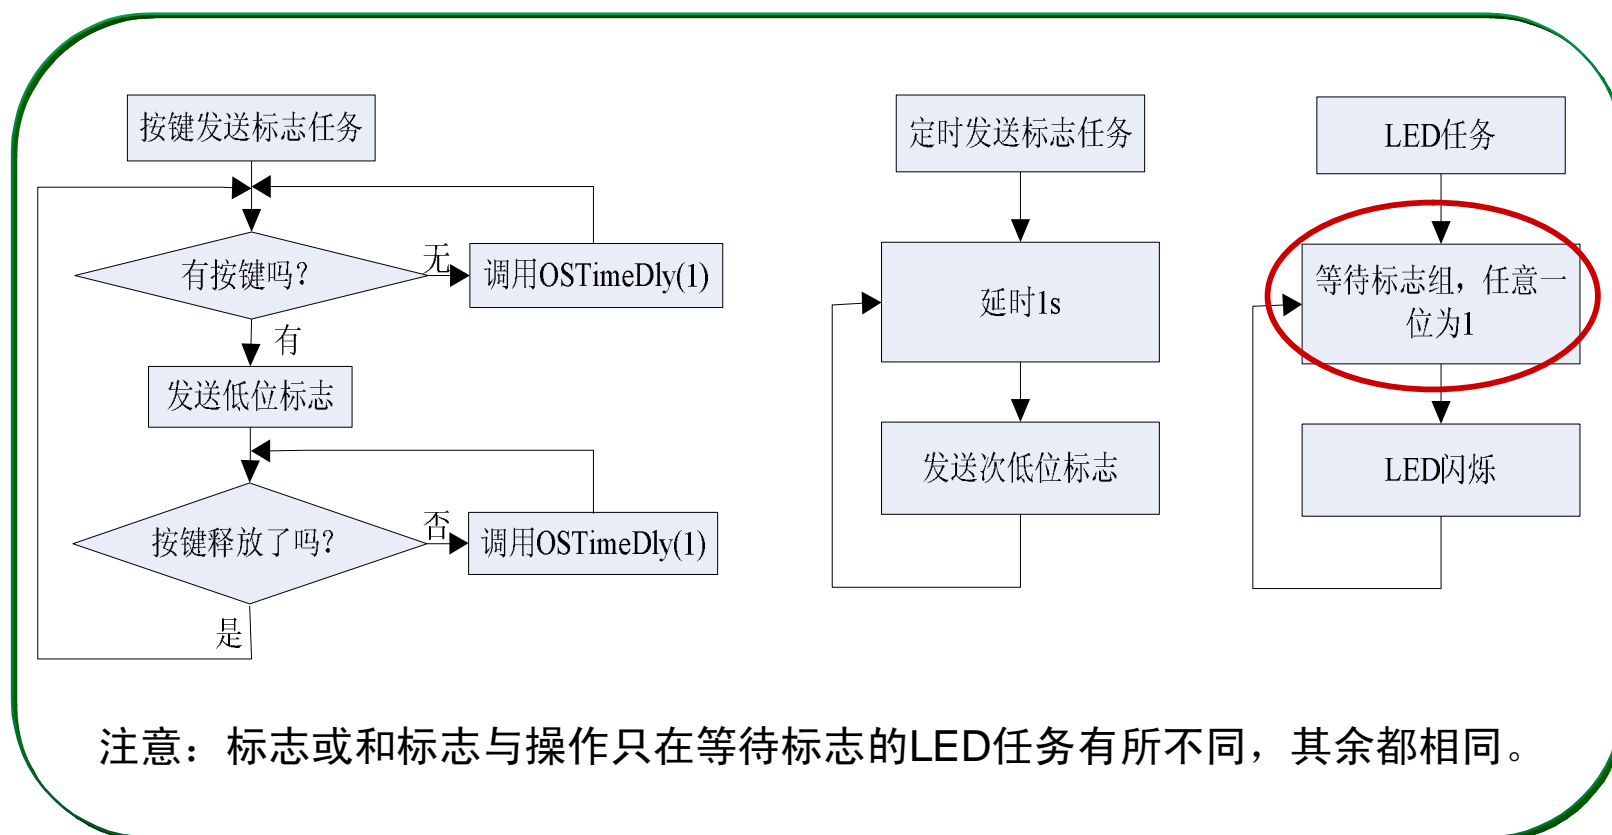 按键发送标志任务
有按键吗?
无
调用OSTimeDly(1)
有
发送低位标志
按键释放了吗?
否
调用OSTimeDly(1)
是
定时发送标志任务
延时1s
发送次低位标志
LED任务
等待标志组，任意一
位为1
LED闪烁
注意：标志或和标志与操作只在等待标志的LED任务有所不同，其余都相同。